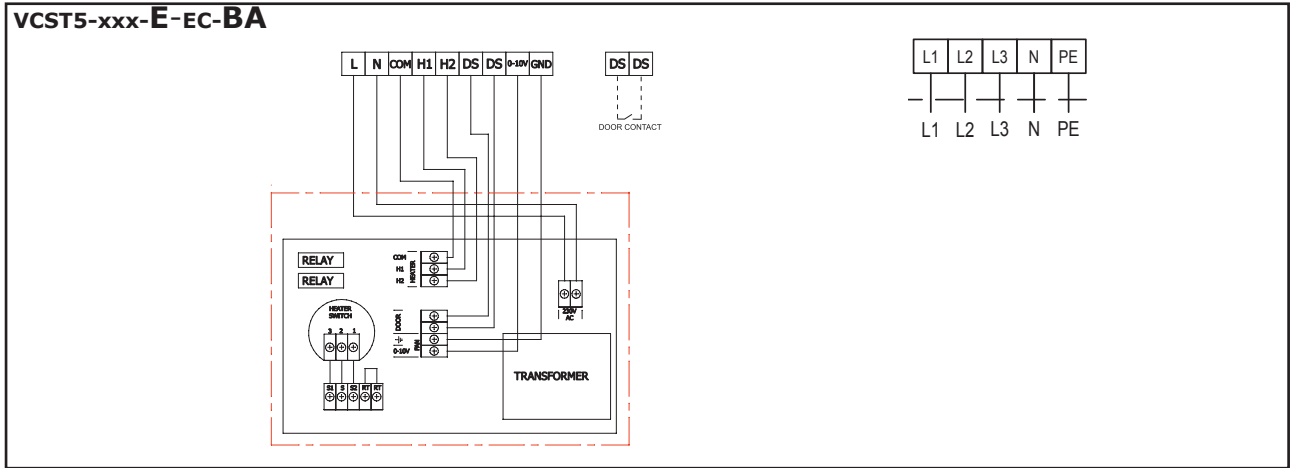 VCST5-xxx-E-EC-BA
L N COM H1 H2 DS DS 0-10V GND
DS DS
DOOR CONTACT
L1 L2 L3 N PE
L1 L2 L3 N PE
RELAY
RELAY
COM
H1
H2
HEATER
HEATER
SWITCH
3 2 1
S1 S S2 RT RT
DOOR
0-10V
FAN
230V
AC
TRANSFORMER